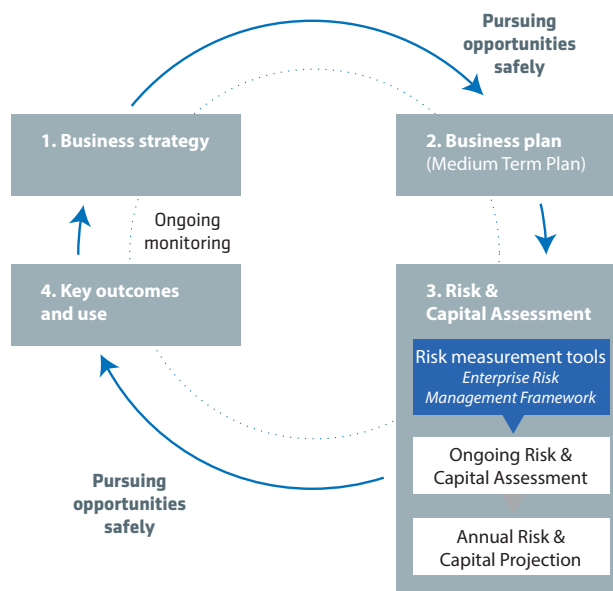 Pursuing
opportunities
safely
1. Business strategy
2. Business plan
(Medium Term Plan)
Ongoing
monitoring
4. Key outcomes
and use
3. Risk &
Capital Assessment
Risk measurement tools
Enterprise Risk
Management Framework
Ongoing Risk &
Capital Assessment
Annual Risk &
Capital Projection
Pursuing
opportunities
safely